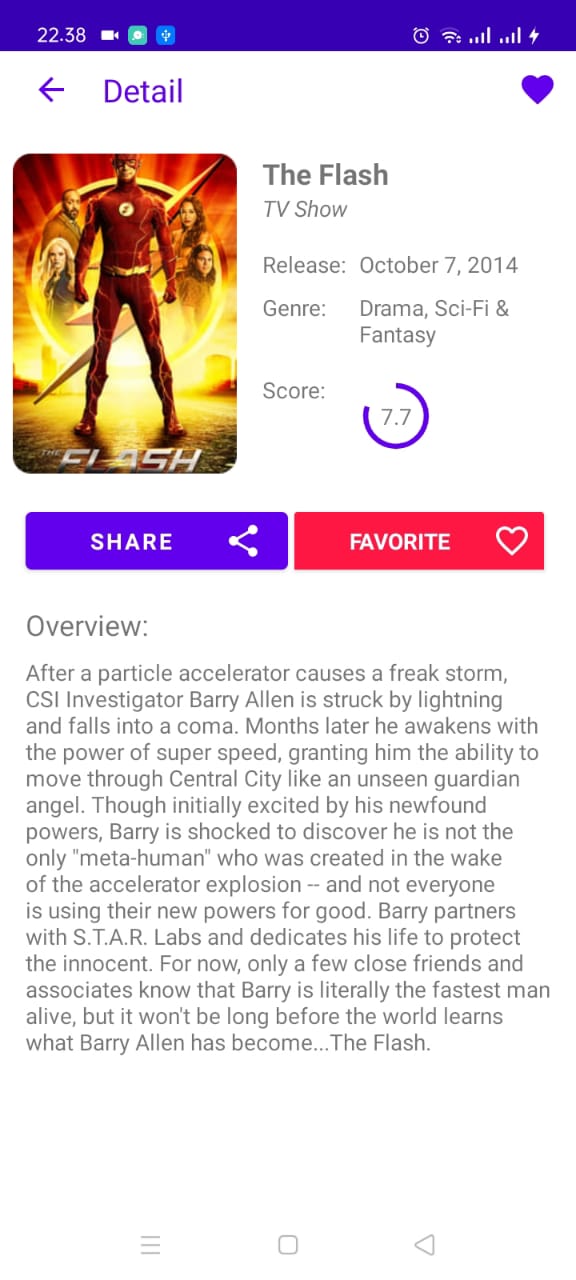 22.38
Detail
The Flash
TV Show
Release: October 7, 2014
Genre: Drama, Sci-Fi &
Fantasy
Score: 7.7
THE FLASH
SHARE FAVORITE
Overview:
After a particle accelerator causes a freak storm,
CSI Investigator Barry Allen is struck by lightning
and falls into a coma. Months later he awakens with
the power of super speed, granting him the ability to
move through Central City like an unseen guardian
angel. Though initially excited by his newfound
powers, Barry is shocked to discover he is not the
only "meta-human" who was created in the wake
of the accelerator explosion -- and not everyone
is using their new powers for good. Barry partners
with S.T.A.R. Labs and dedicates his life to protect
the innocent. For now, only a few close friends and
associates know that Barry is literally the fastest man
alive, but it won't be long before the world learns
what Barry Allen has become...The Flash.